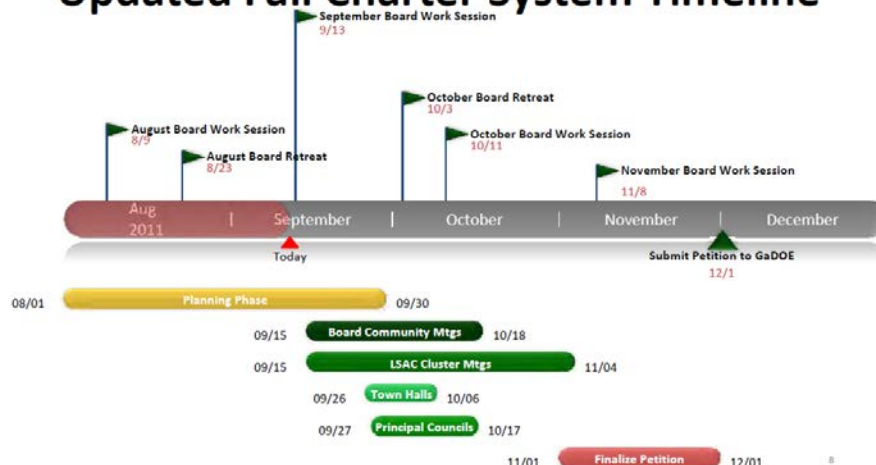 Updated Full Charter System Timeline
September Board Work Session
9/13
October Board Retreat
10/3
August Board Work Session
8/9
October Board Work Session
10/11
August Board Retreat
8/23
November Board Work Session
11/8
Aug
2011
September
October
November
December
Today
Submit Petition to GaDOE
12/1
08/01 Planning Phase 09/30
09/15 Board Community Mtgs 10/18
09/15 LSAC Cluster Mtgs 11/04
09/26 Town Halls 10/06
09/27 Principal Councils 10/17
11/01 Finalize Petition 12/01
8